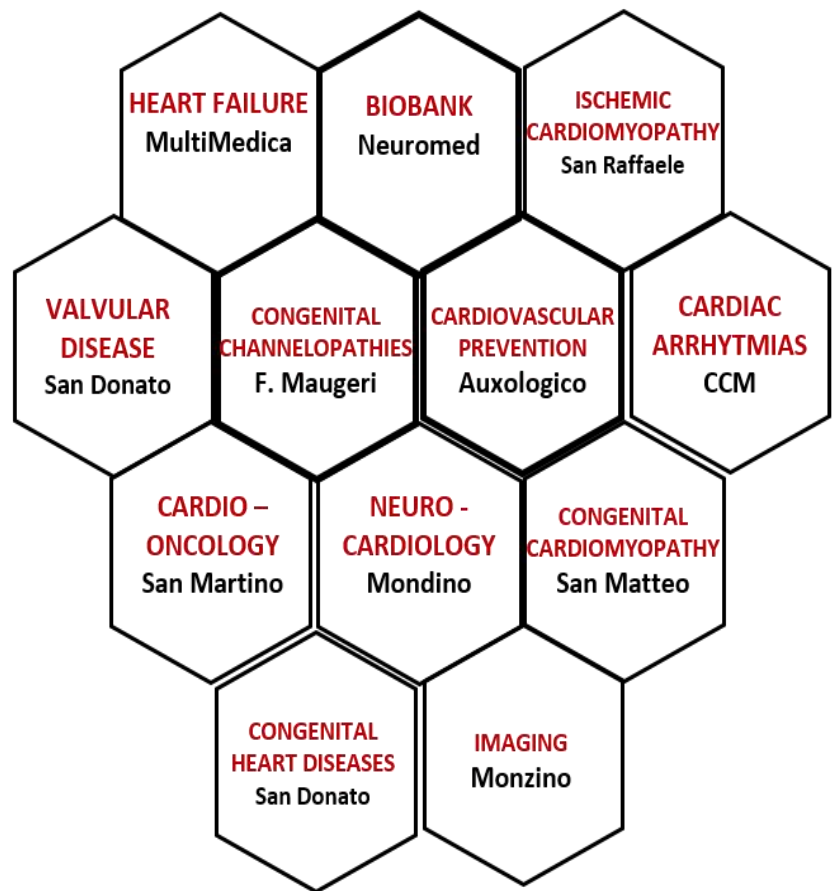 HEART FAILURE
MultiMedica
BIOBANK
Neuromed
ISCHEMIC
CARDIOMYOPATHY
San Raffaele
VALVULAR
DISEASE
San Donato
CONGENITAL
CHANNELOPATHIES
F. Maugeri
CARDIOVASCULAR
PREVENTION
Auxologico
CARDIAC
ARRHYTMIAS
CCM
CARDIO –
ONCOLOGY
San Martino
NEURO -
CARDIOLOGY
Mondino
CONGENITAL
CARDIOMYOPATHY
San Matteo
CONGENITAL
HEART DISEASES
San Donato
IMAGING
Monzino